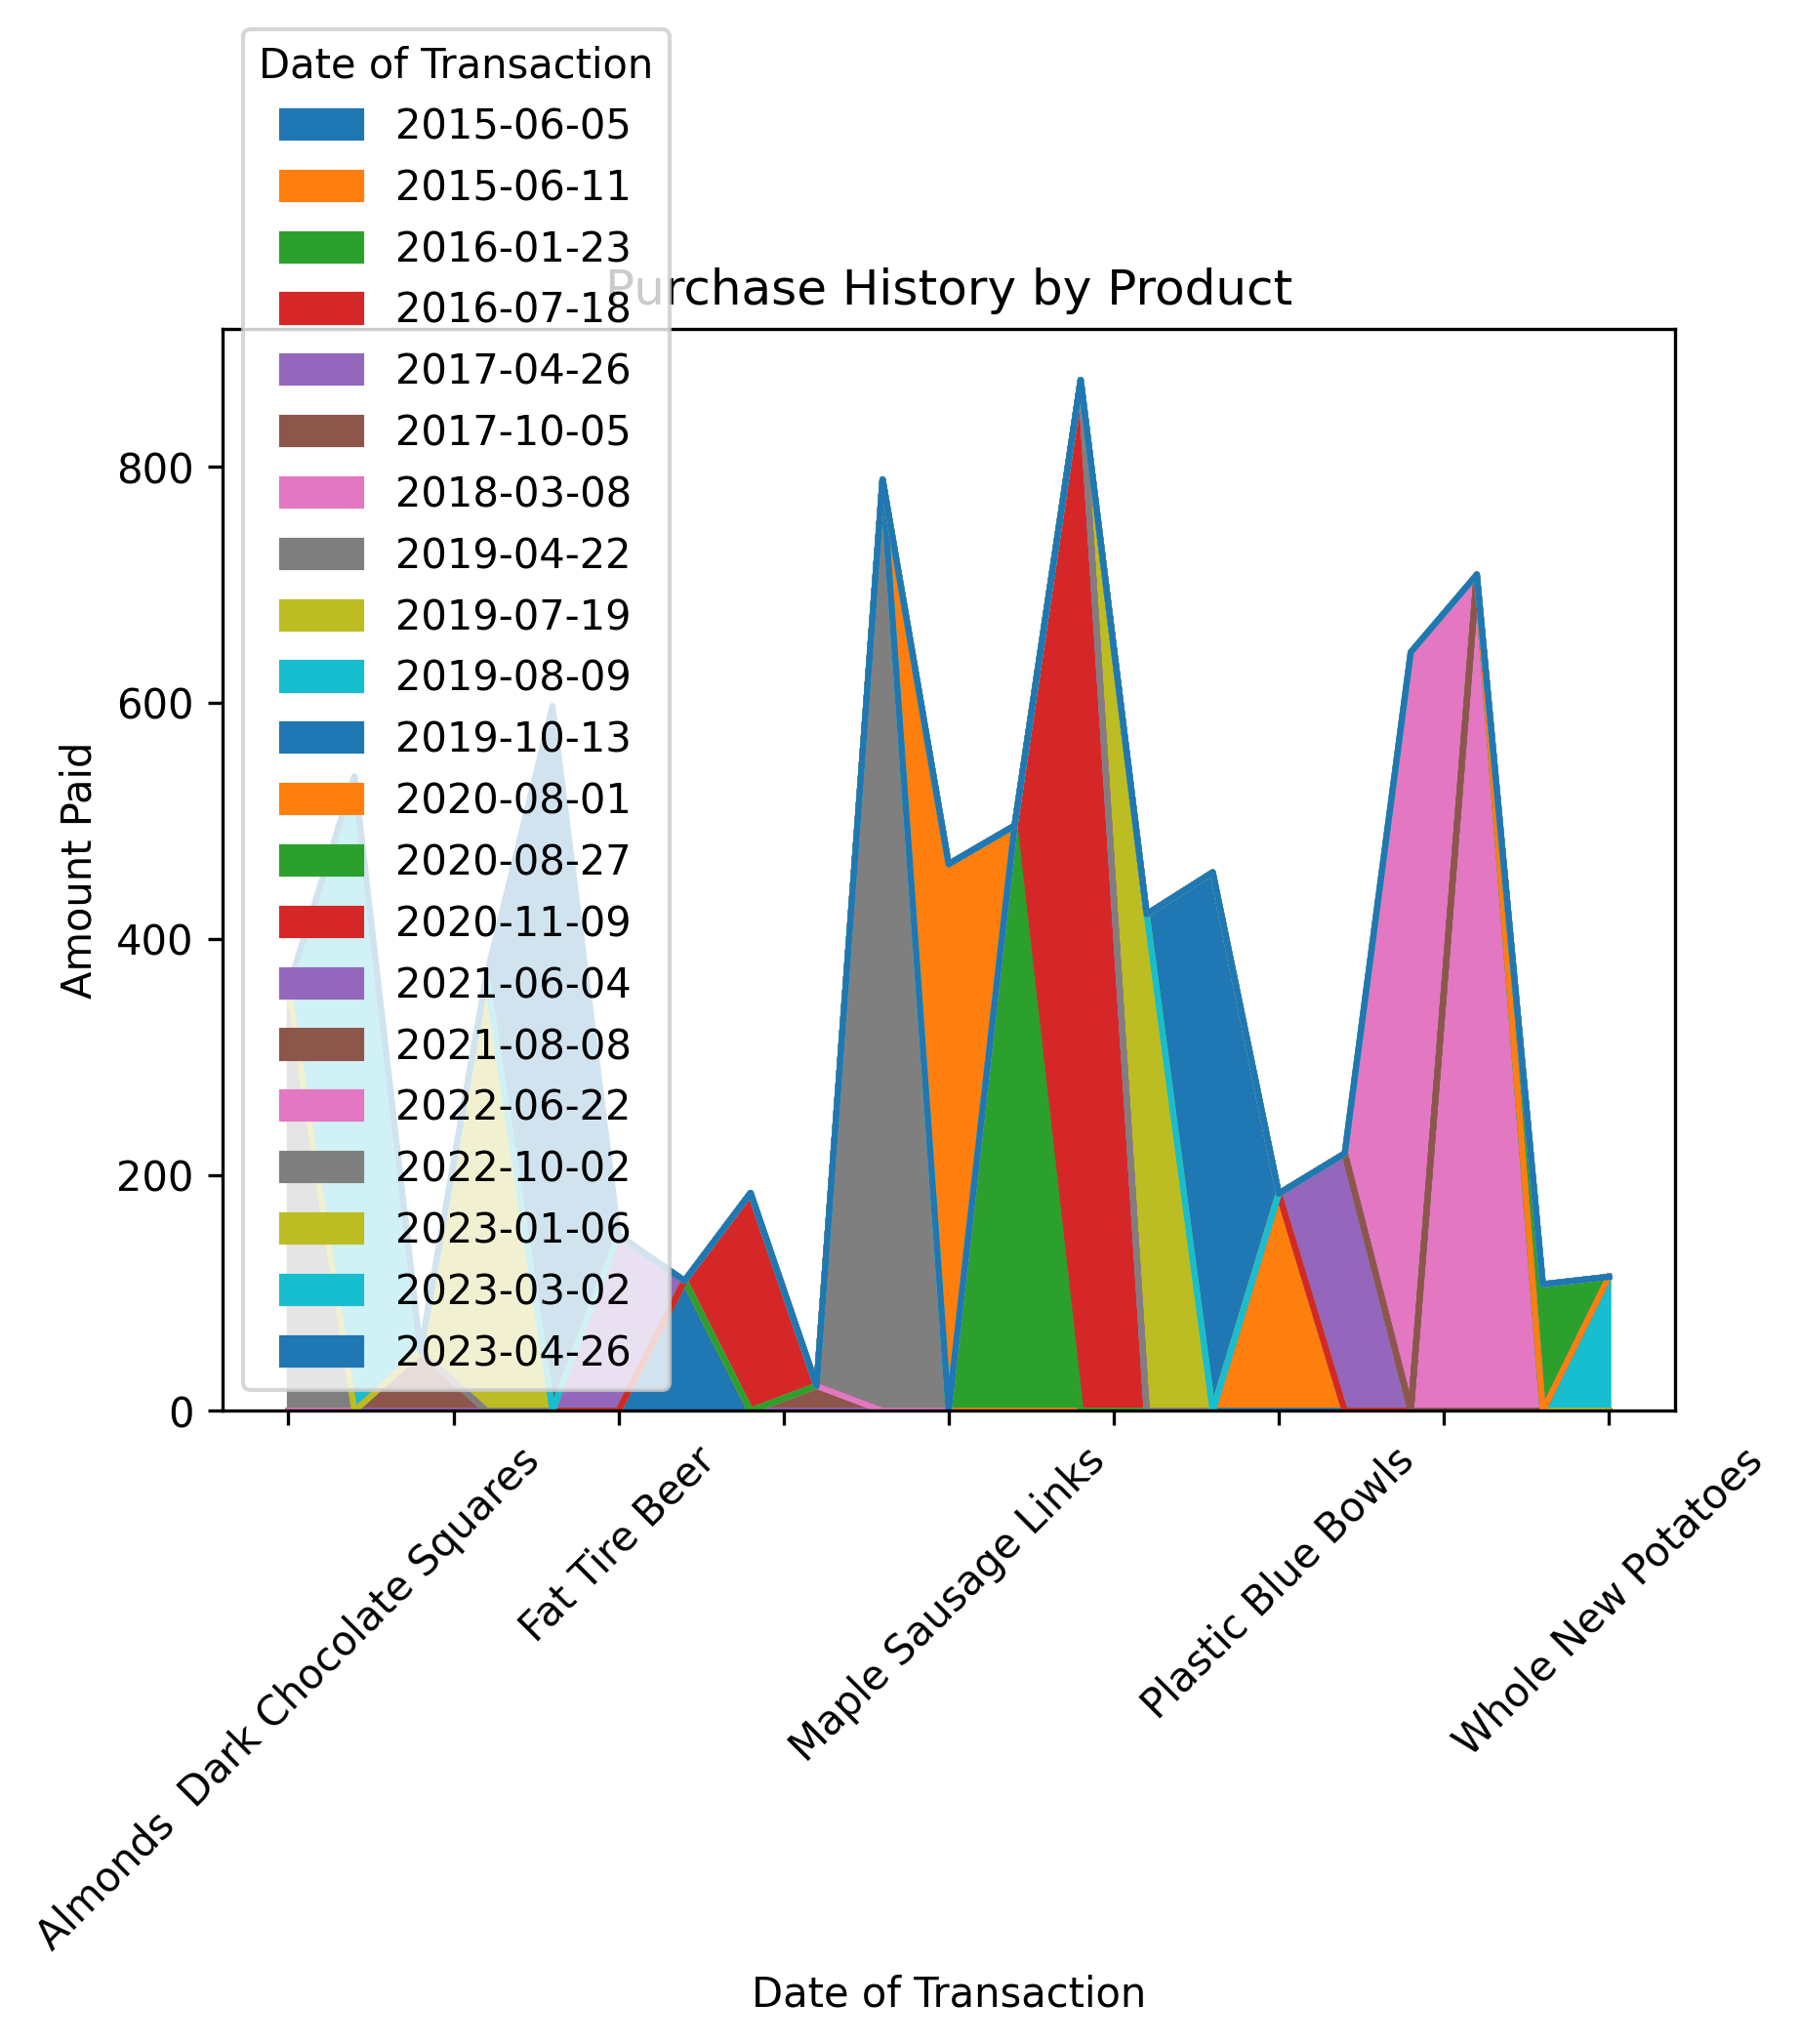 Date of Transaction
2015-06-05
2015-06-11
2016-01-23
2016-07-18
2017-04-26
2017-10-05
2018-03-08
2019-04-22
2019-07-19
2019-08-09
2019-10-13
2020-08-01
2020-08-27
2020-11-09
2021-06-04
2021-08-08
2022-06-22
2022-10-02
2023-01-06
2023-03-02
2023-04-26
Purchase History by Product
Amount Paid
800
600
400
200
0
Almonds  Dark Chocolate Squares
Fat Tire Beer
Maple Sausage Links
Plastic Blue Bowls
Whole New Potatoes
Date of Transaction